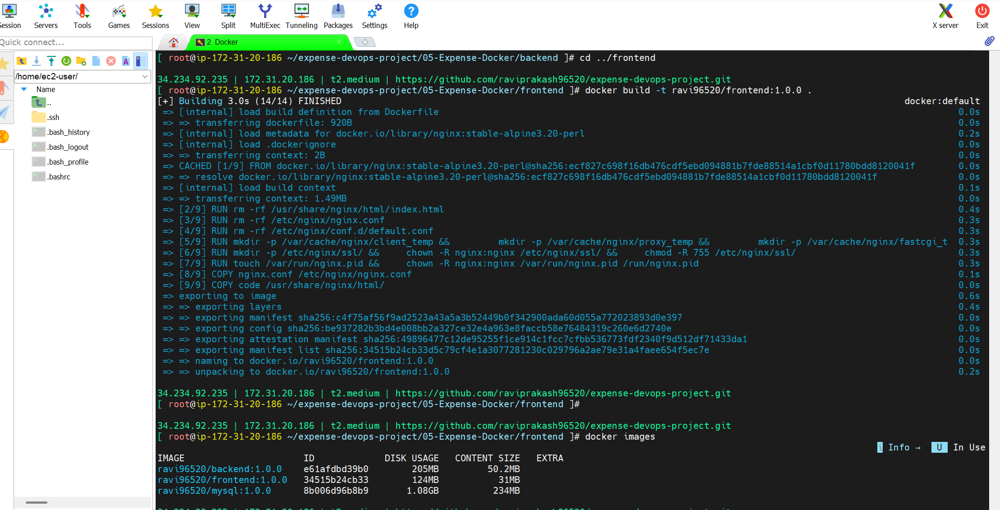 Session
Servers
Tools
Games
Sessions
View
Split
MultiExec
Tunneling
Packages
Settings
Help
X server
Exit
Quick connect...
2. Docker
/home/ec2-user/
Name
..
.ssh
.bash_history
.bash_logout
.bash_profile
.bashrc
[ root@ip-172-31-20-186 ~/expense-devops-project/05-Expense-Docker/backend ]# cd ../frontend
34.234.92.235 | 172.31.20.186 | t2.medium | https://github.com/raviprakash96520/expense-devops-project.git
[ root@ip-172-31-20-186 ~/expense-devops-project/05-Expense-Docker/frontend ]# docker build -t ravi96520/frontend:1.0.0 .
[+] Building 3.0s (14/14) FINISHED docker:default
=> [internal] load build definition from Dockerfile 0.0s
=> => transferring dockerfile: 920B 0.0s
=> [internal] load metadata for docker.io/library/nginx:stable-alpine3.20-perl 0.2s
=> [internal] load .dockerignore 0.0s
=> => transferring context: 2B 0.0s
=> CACHED [1/9] FROM docker.io/library/nginx:stable-alpine3.20-perl@sha256:ecf827c698f16db476cdf5ebd094881b7fde88514a1cbf0d11780bdd8120041f 0.0s
=> => resolve docker.io/library/nginx:stable-alpine3.20-perl@sha256:ecf827c698f16db476cdf5ebd094881b7fde88514a1cbf0d11780bdd8120041f 0.0s
=> [internal] load build context 0.1s
=> => transferring context: 1.49MB 0.0s
=> [2/9] RUN rm -rf /usr/share/nginx/html/index.html 0.4s
=> [3/9] RUN rm -rf /etc/nginx/nginx.conf 0.3s
=> [4/9] RUN rm -rf /etc/nginx/conf.d/default.conf 0.3s
=> [5/9] RUN mkdir -p /var/cache/nginx/client_temp && mkdir -p /var/cache/nginx/proxy_temp && mkdir -p /var/cache/nginx/fastcgi_t 0.3s
=> [6/9] RUN mkdir -p /etc/nginx/ssl/ && chown -R nginx:nginx /etc/nginx/ssl/ && chmod -R 755 /etc/nginx/ssl/ 0.3s
=> [7/9] RUN touch /var/run/nginx.pid && chown -R nginx:nginx /var/run/nginx.pid /run/nginx.pid 0.3s
=> [8/9] COPY nginx.conf /etc/nginx/nginx.conf 0.1s
=> [9/9] COPY code /usr/share/nginx/html/ 0.0s
=> exporting to image 0.6s
=> => exporting layers 0.4s
=> => exporting manifest sha256:c4f75af56f9ad2523a43a5a3b52449b0f342900ada60d055a772023893d0e397 0.0s
=> => exporting config sha256:be937282b3bd4e008bb2a327ce32e4a963e8faccb58e76484319c260e6d2740e 0.0s
=> => exporting attestation manifest sha256:49896477c12de95255f1ce914c1fcc7cfbb536773fdf2340f9d512df71433da1 0.0s
=> => exporting manifest list sha256:34515b24cb33d5c79cf4e1a3077281230c029796a2ae79e31a4faee654f5ec7e 0.0s
=> => naming to docker.io/ravi96520/frontend:1.0.0 0.0s
=> => unpacking to docker.io/ravi96520/frontend:1.0.0 0.2s
34.234.92.235 | 172.31.20.186 | t2.medium | https://github.com/raviprakash96520/expense-devops-project.git
[ root@ip-172-31-20-186 ~/expense-devops-project/05-Expense-Docker/frontend ]#
34.234.92.235 | 172.31.20.186 | t2.medium | https://github.com/raviprakash96520/expense-devops-project.git
[ root@ip-172-31-20-186 ~/expense-devops-project/05-Expense-Docker/frontend ]# docker images
i Info → U In Use
IMAGE ID DISK USAGE CONTENT SIZE EXTRA
ravi96520/backend:1.0.0 e61afdbd39b0 205MB 50.2MB
ravi96520/frontend:1.0.0 34515b24cb33 124MB 31MB
ravi96520/mysql:1.0.0 8b006d96b8b9 1.08GB 234MB